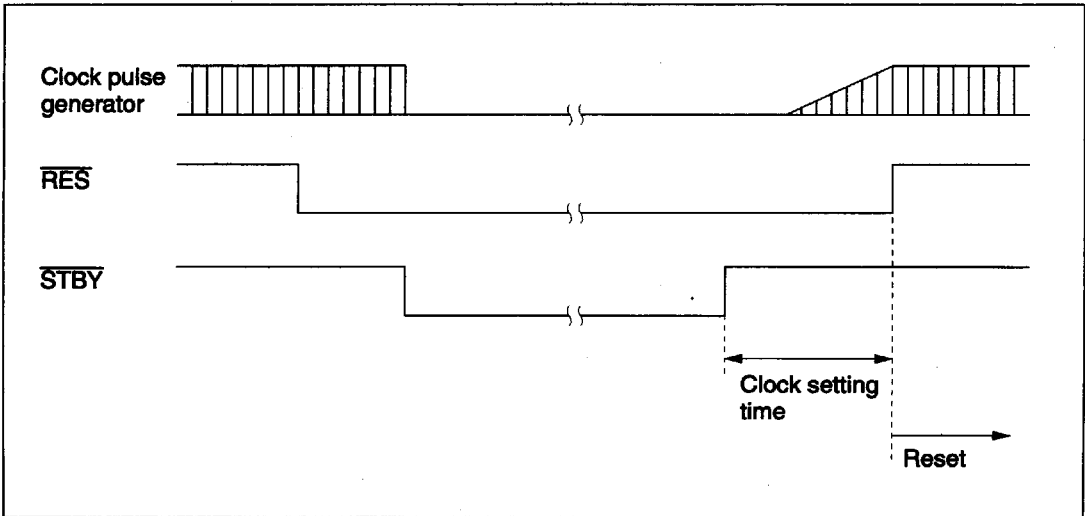 Clock pulse
generator
RES
STBY
Clock setting
time
Reset